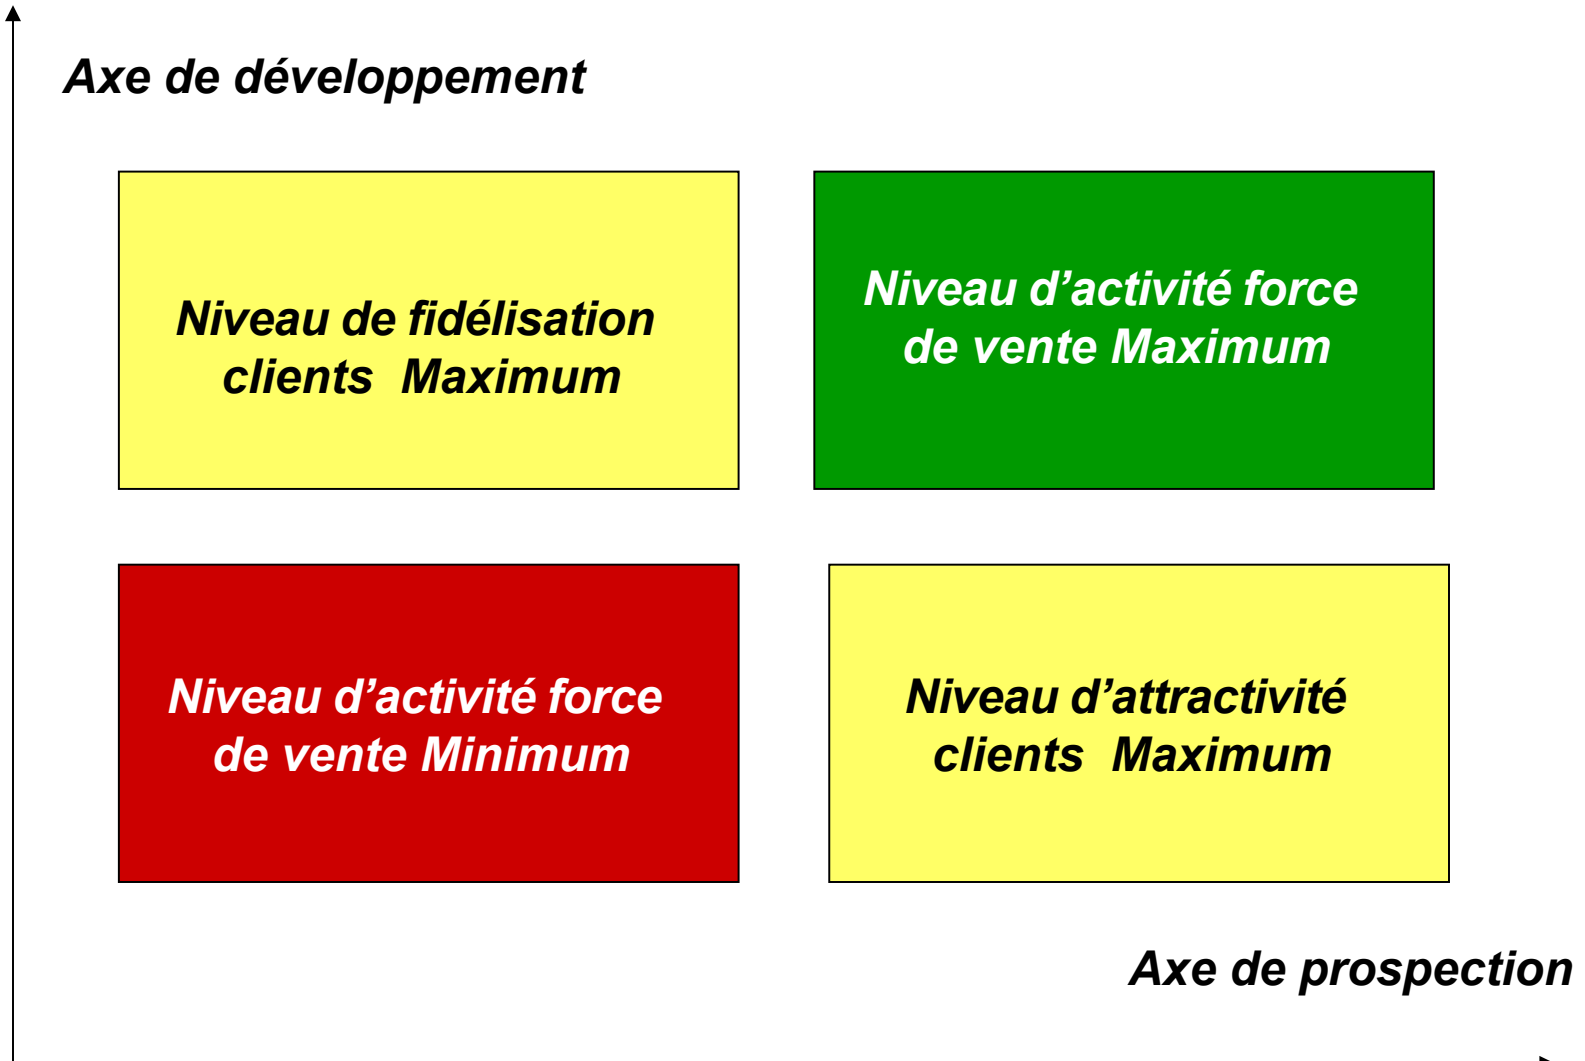 Axe de développement
Niveau de fidélisation
clients  Maximum
Niveau d’activité force
de vente Maximum
Niveau d’activité force
de vente Minimum
Niveau d’attractivité
clients  Maximum
Axe de prospection